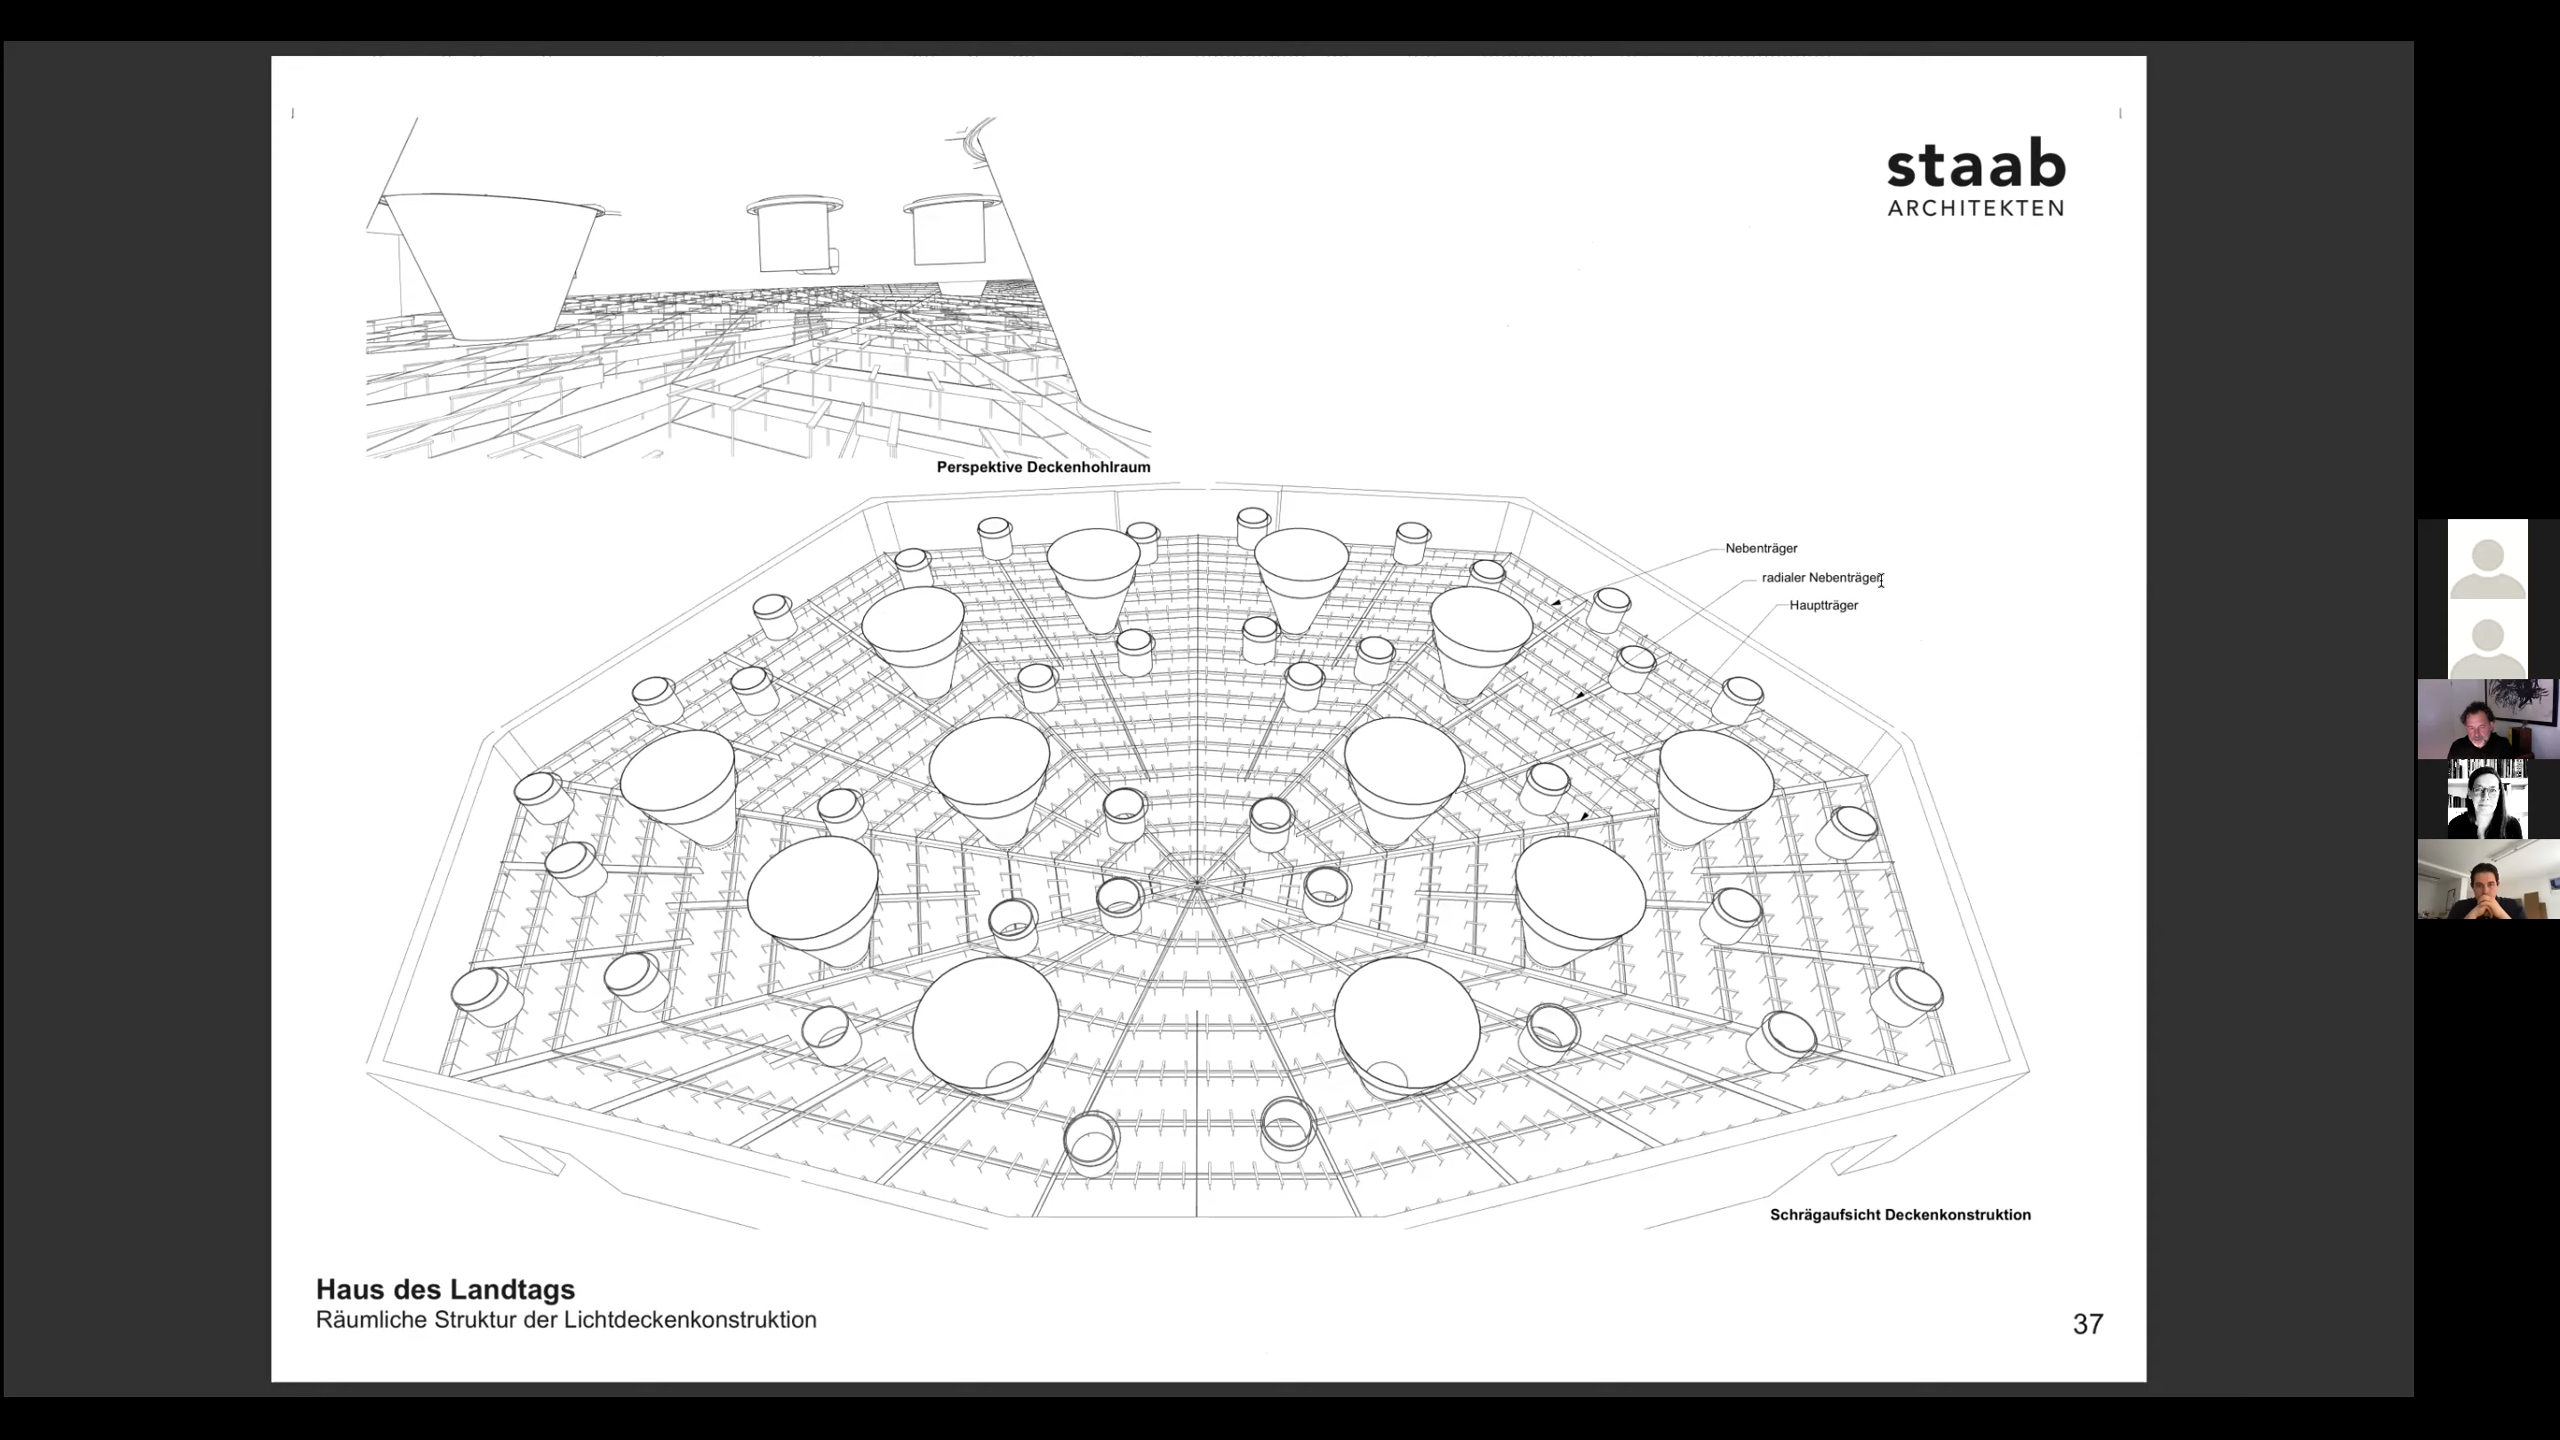 staab
ARCHITEKTEN
Perspektive Deckenhohlraum
Nebenträger
radialer Nebenträger
Hauptträger
Schrägaufsicht Deckenkonstruktion
Haus des Landtags
Räumliche Struktur der Lichtdeckenkonstruktion
37